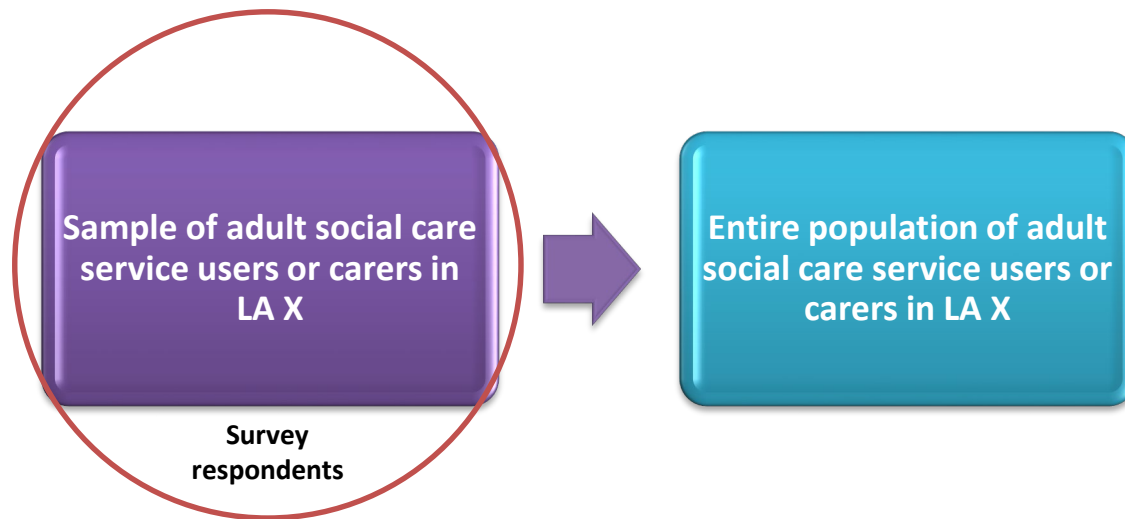 Sample of adult social care
service users or carers in
LA X
Entire population of adult
social care service users or
carers in LA X
Survey
respondents